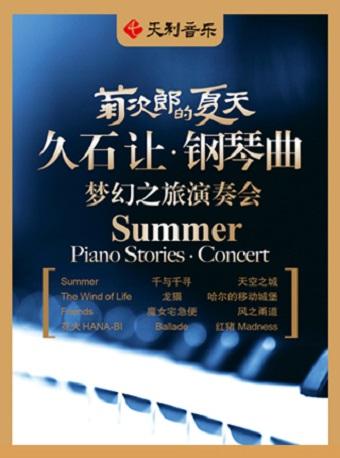 天利音乐
菊次郎的夏天
久石让·钢琴曲
梦幻之旅演奏会
Summer
Piano Stories · Concert
Summer 千与千寻 天空之城
The Wind of Life 龙猫 哈尔的移动城堡
Friends 魔女宅急便 风之甬道
花火 HANA-BI Ballade 红猪 Madness